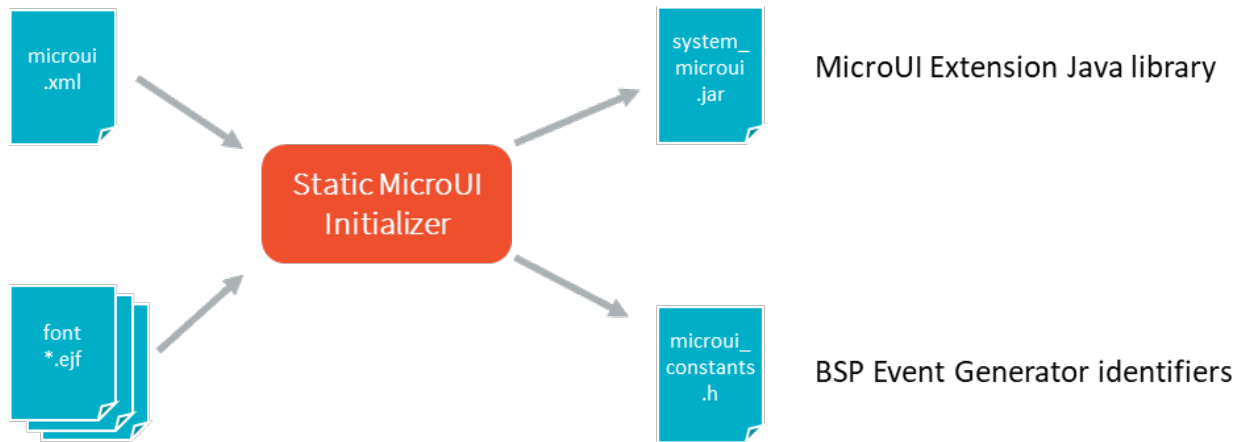 microui
.xml
system_
microui
.jar
MicroUI Extension Java library
Static MicroUI
Initializer
font
*.ejf
microui_
constants
.h
BSP Event Generator identifiers